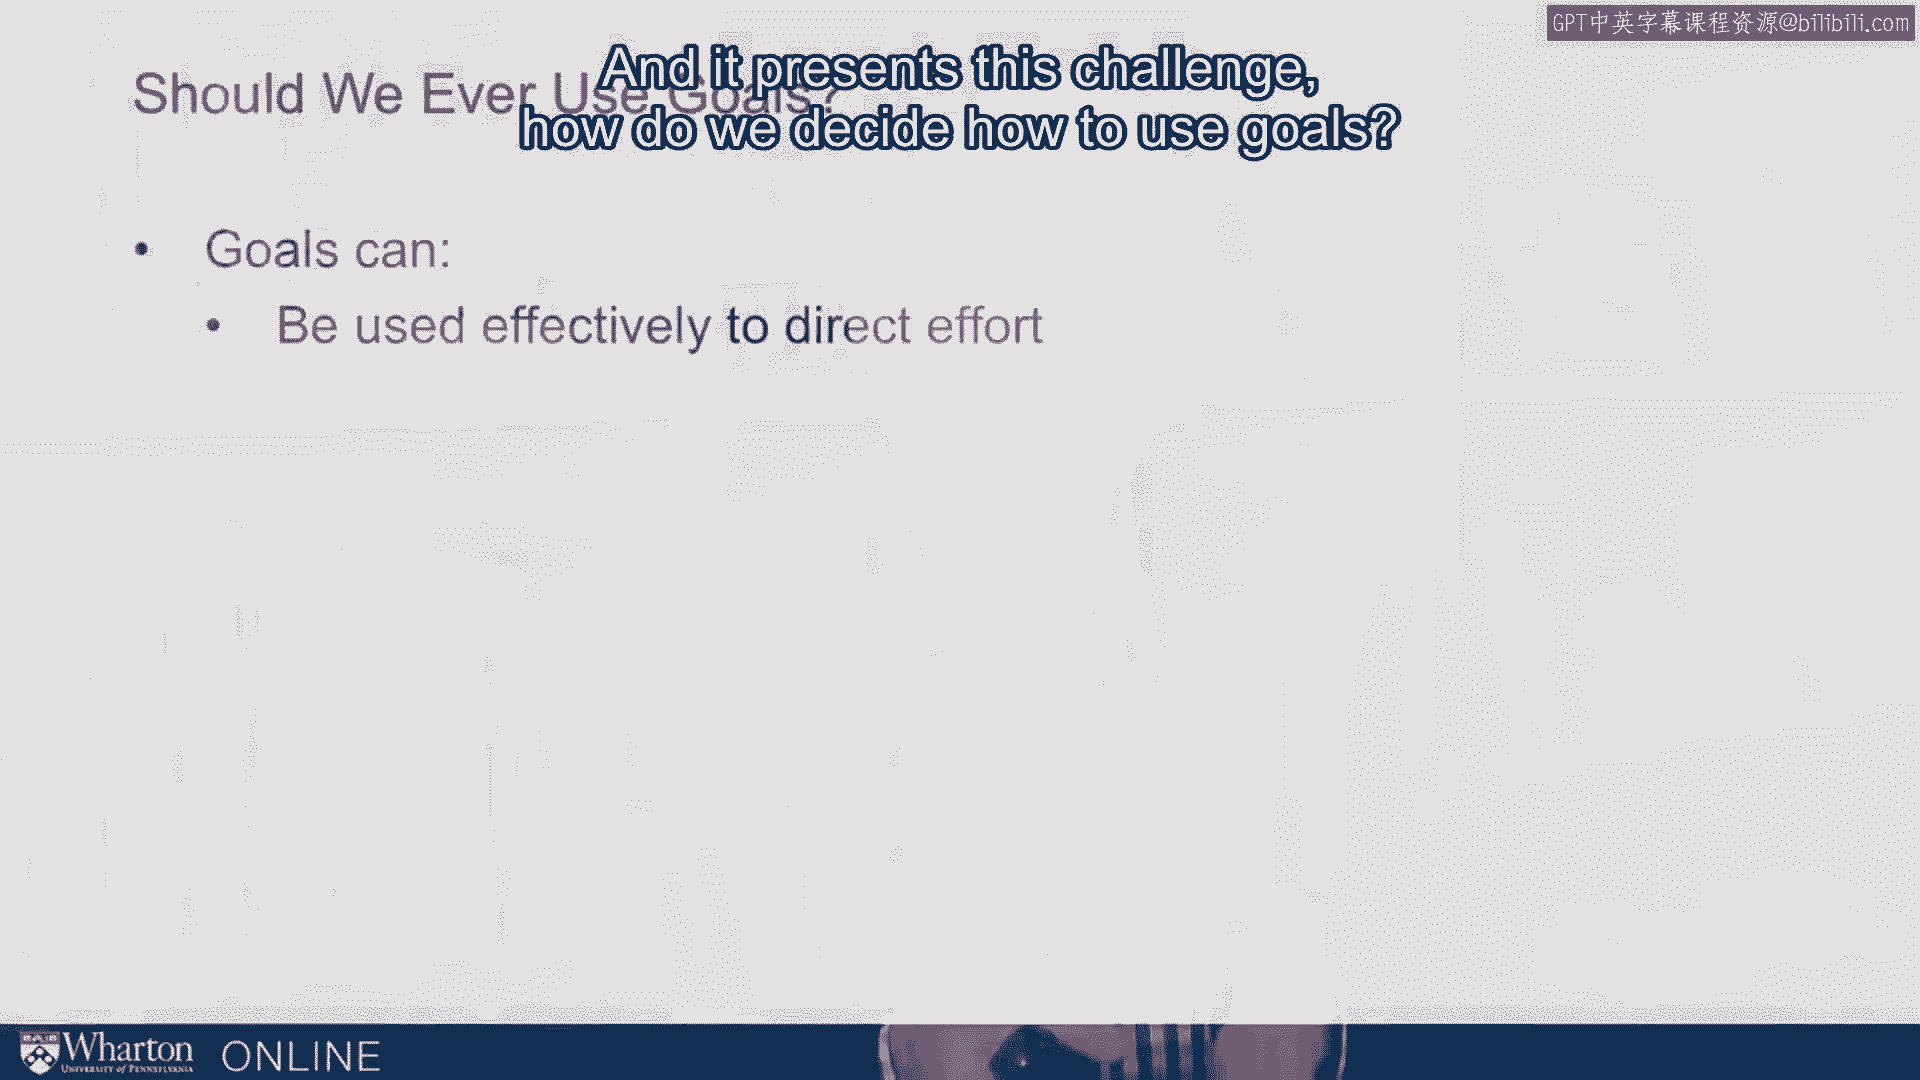 GPT中英字幕课程资源@bilibili.com
And it presents this challenge,
how do we decide how to use goals?
Should We Ever Use Goals?
• Goals can:
• Be used effectively to direct effort
Wharton ONLINE
UNIVERSITY of PENNSYLVANIA